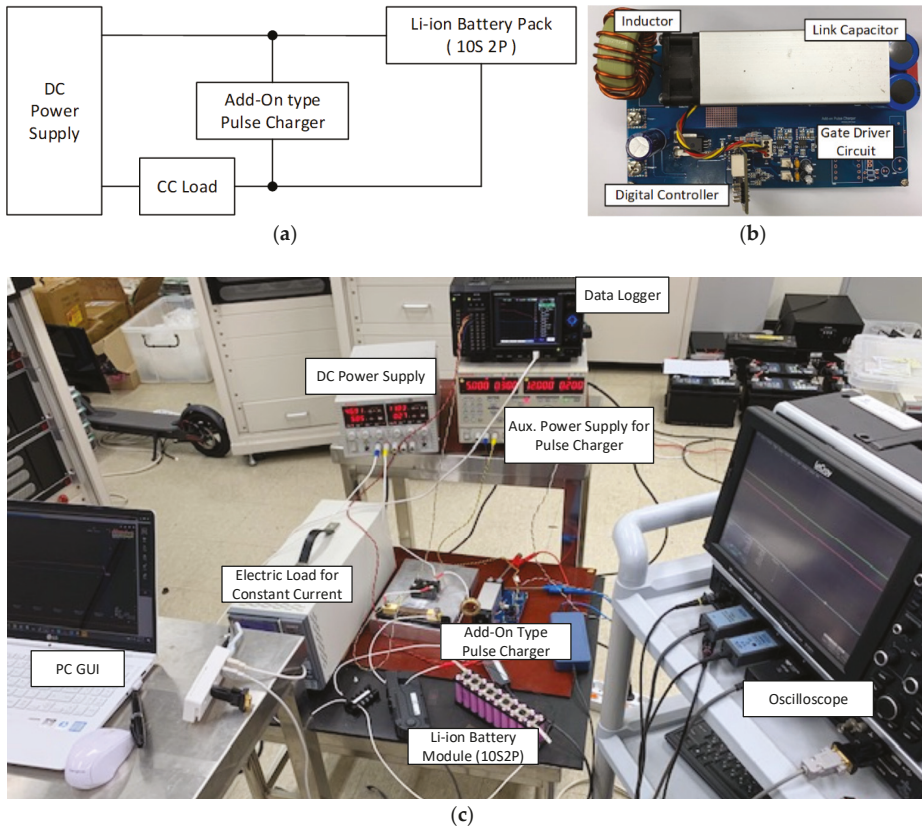 DC
Power
Supply
CC Load
Add-On type
Pulse Charger
Li-ion Battery Pack
( 10S 2P )
(a)
Inductor
Link Capacitor
Gate Driver
Circuit
Digital Controller
(b)
Data Logger
DC Power Supply
Aux. Power Supply for
Pulse Charger
Electric Load for
Constant Current
Add-On Type
Pulse Charger
PC GUI
Li-ion Battery
Module (10S2P)
Oscilloscope
LG
(c)